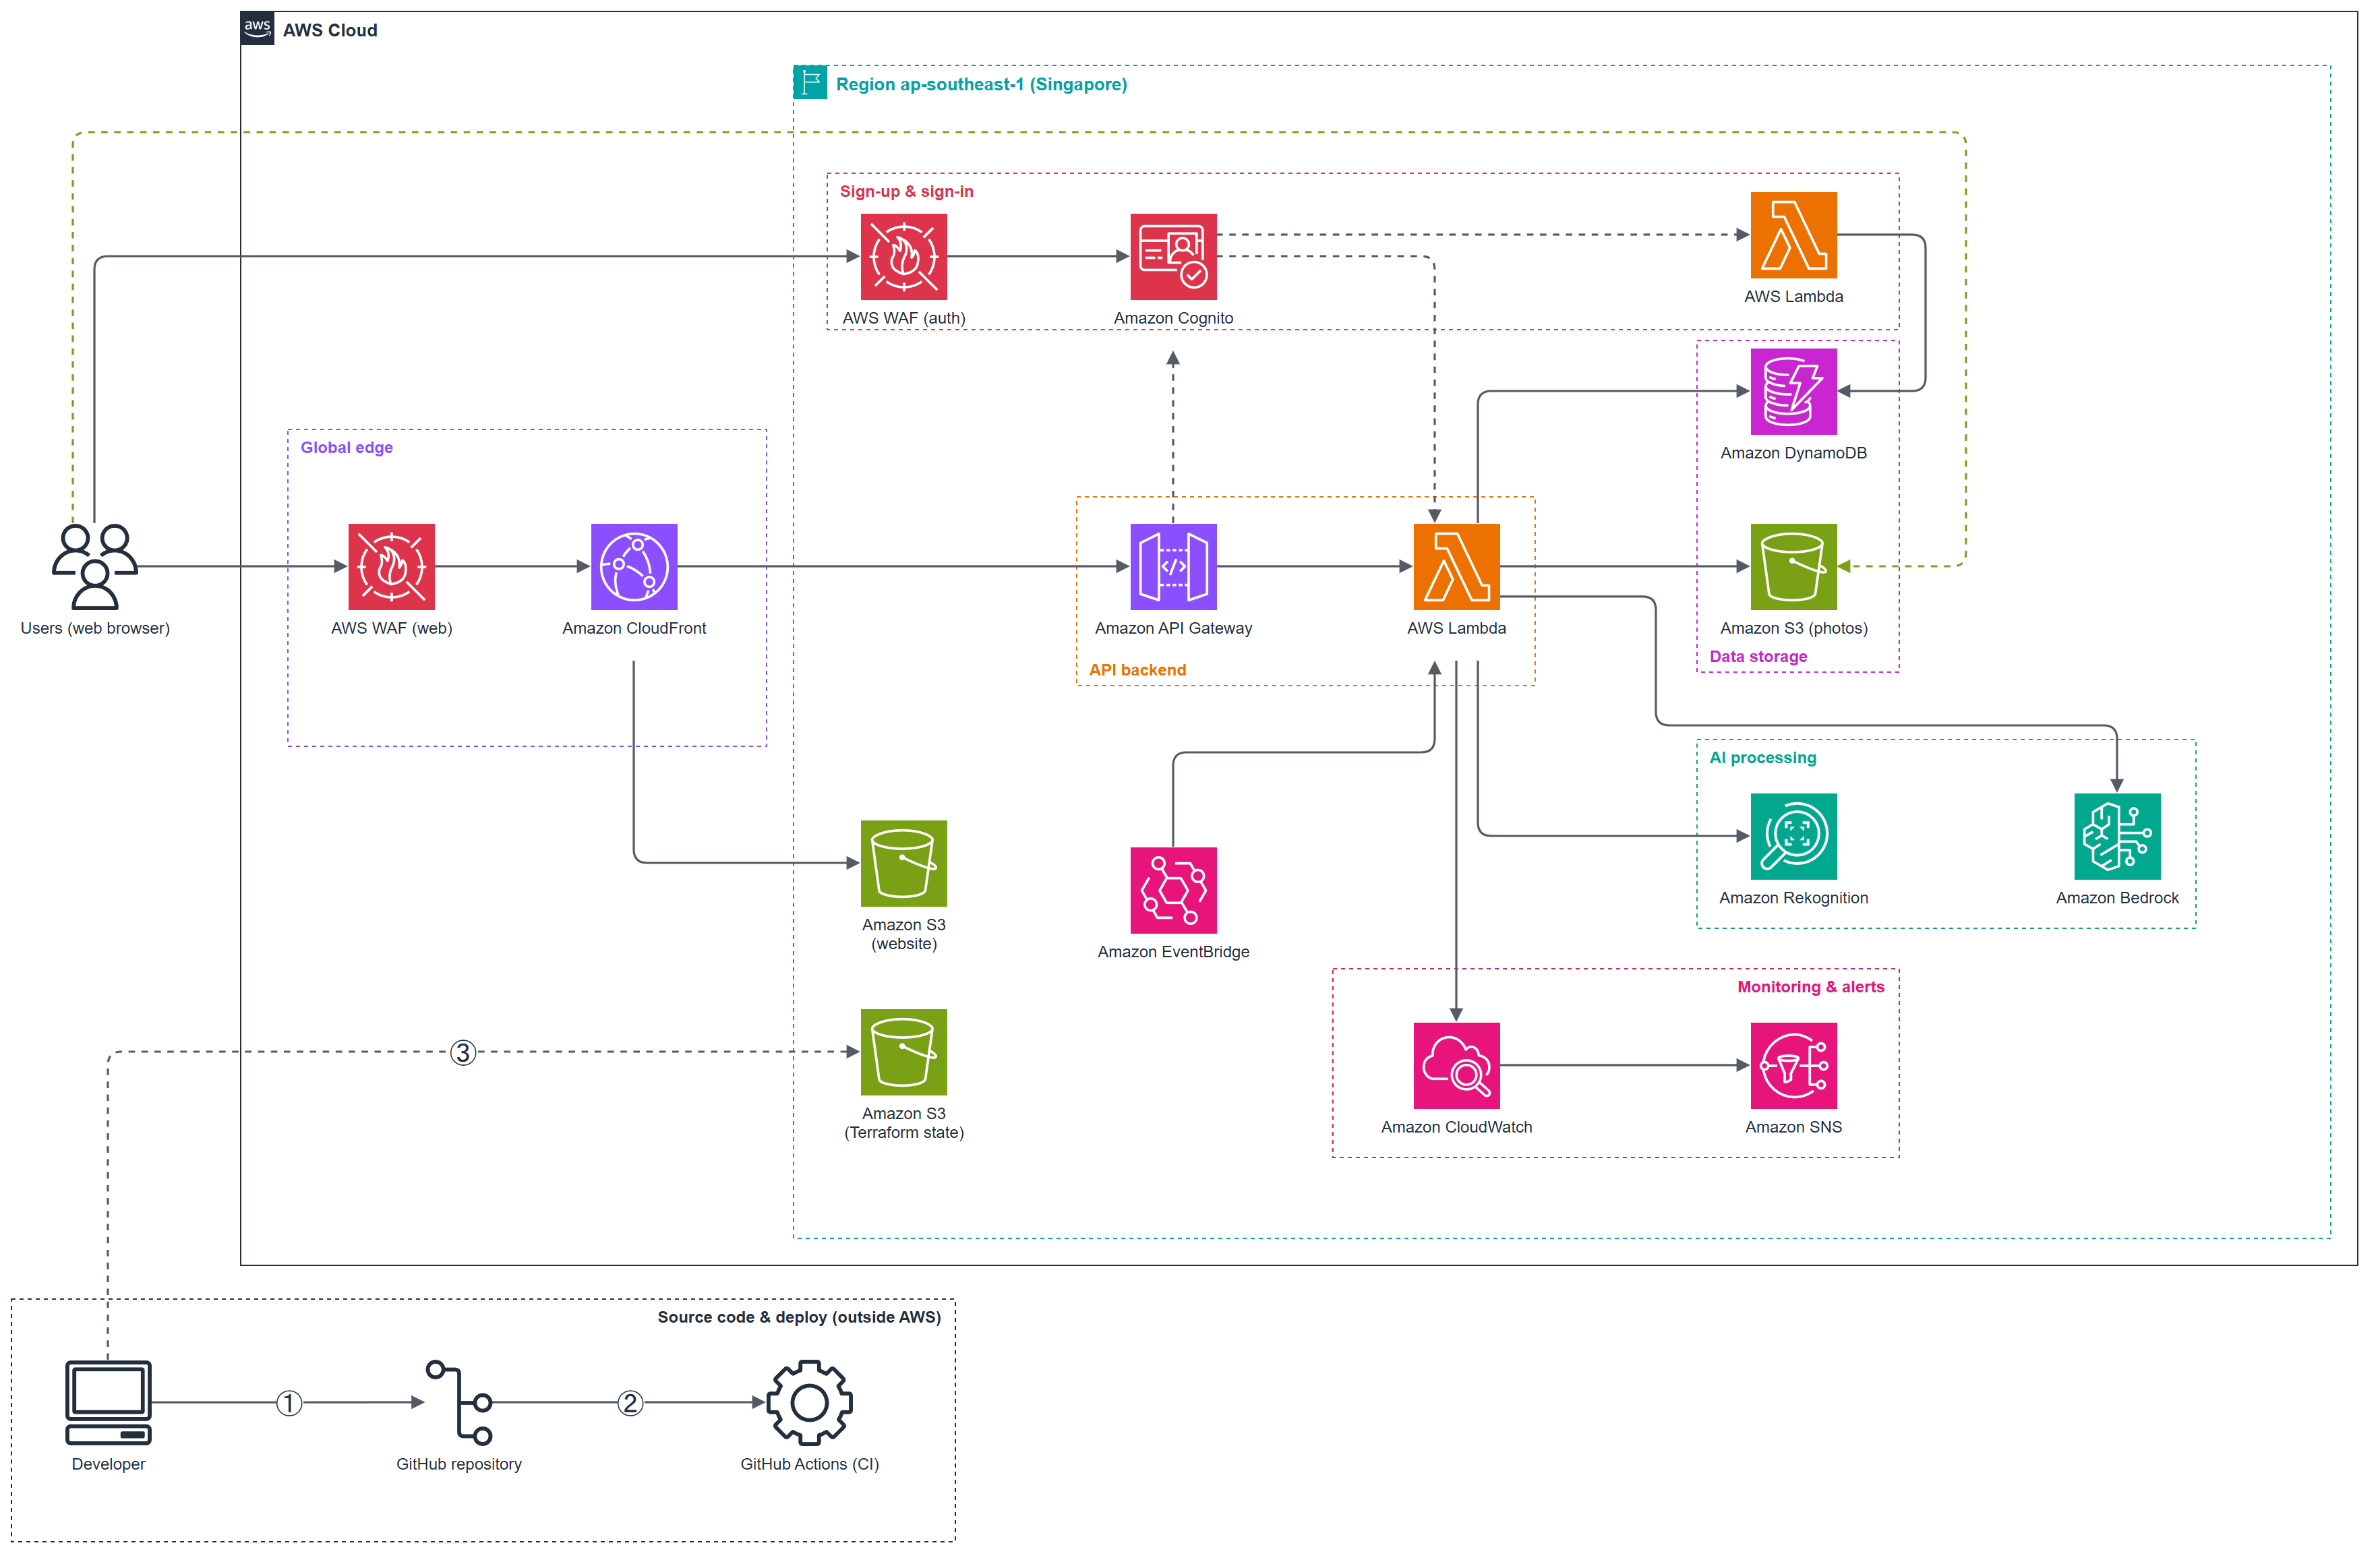 aws
AWS Cloud
Region ap-southeast-1 (Singapore)
Sign-up & sign-in
AWS WAF (auth)
Amazon Cognito
AWS Lambda
Amazon DynamoDB
Global edge
Users (web browser)
AWS WAF (web)
Amazon CloudFront
Amazon API Gateway
AWS Lambda
Amazon S3 (photos)
API backend
Data storage
AI processing
Amazon Rekognition
Amazon Bedrock
Amazon S3
(website)
Amazon EventBridge
Monitoring & alerts
③
Amazon S3
(Terraform state)
Amazon CloudWatch
Amazon SNS
Source code & deploy (outside AWS)
①
②
Developer
GitHub repository
GitHub Actions (CI)